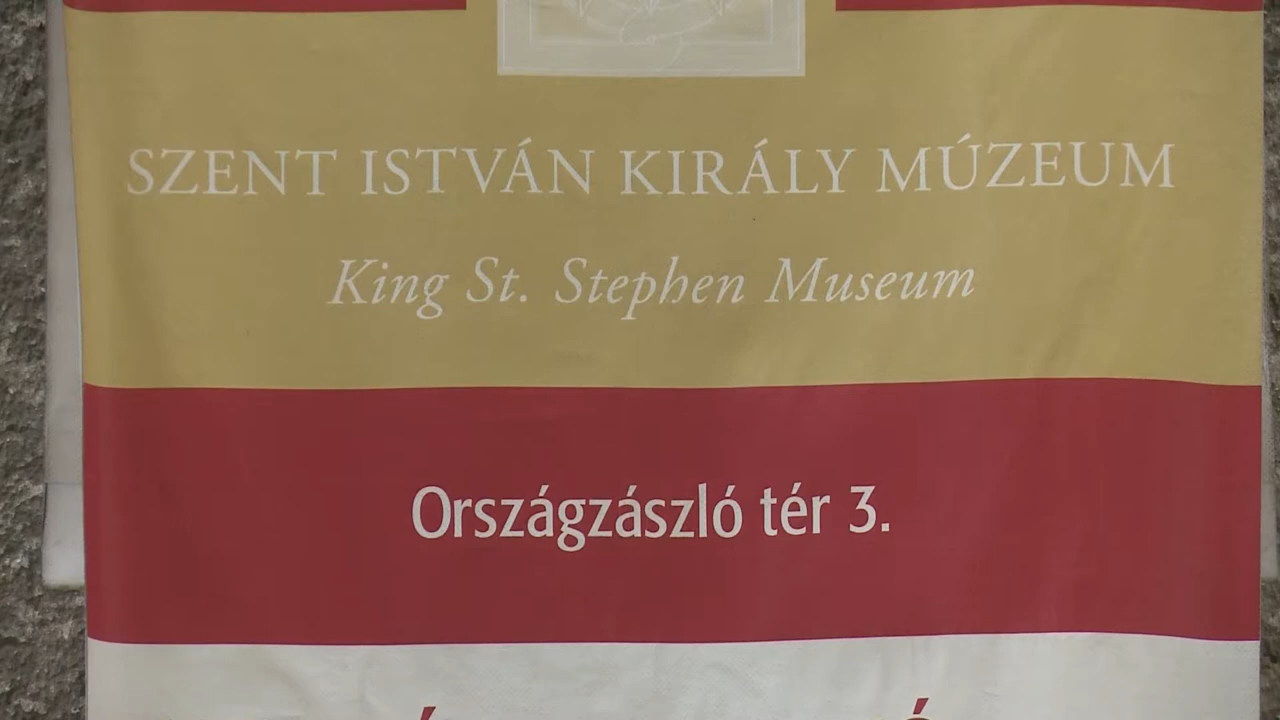 SZENT ISTVÁN KIRÁLY MÚZEUM
King St. Stephen Museum
Országzászló tér 3.